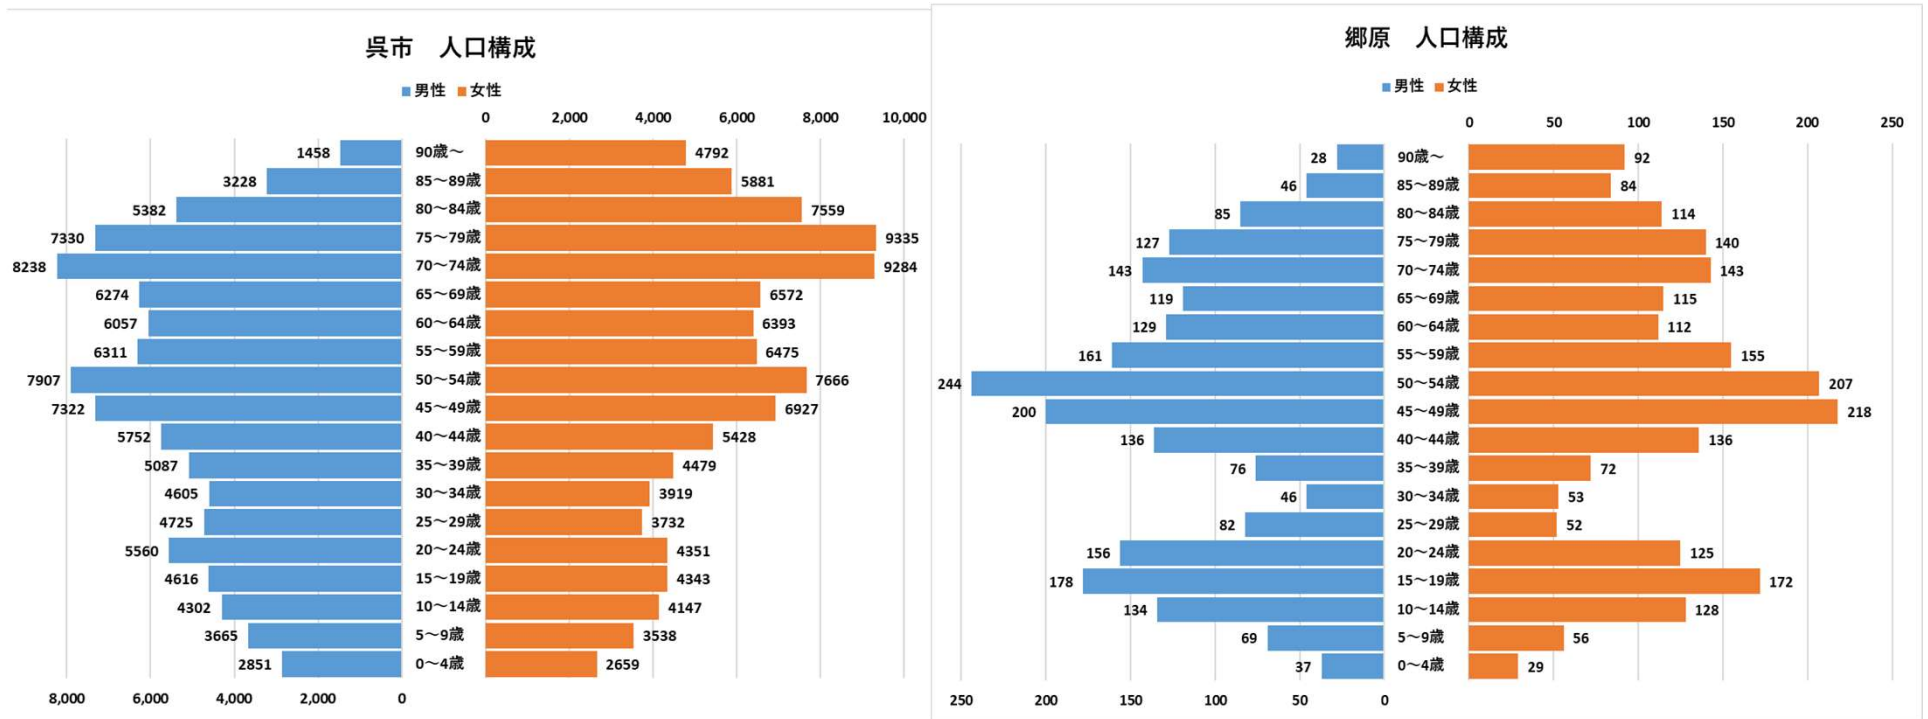 呉市　人口構成
男性 女性
0 2,000 4,000 6,000 8,000 10,000
1458 90歳～ 4792
3228 85～89歳 5881
5382 80～84歳 7559
7330 75～79歳 9335
8238 70～74歳 9284
6274 65～69歳 6572
6057 60～64歳 6393
6311 55～59歳 6475
7907 50～54歳 7666
7322 45～49歳 6927
5752 40～44歳 5428
5087 35～39歳 4479
4605 30～34歳 3919
4725 25～29歳 3732
5560 20～24歳 4351
4616 15～19歳 4343
4302 10～14歳 4147
3665 5～9歳 3538
2851 0～4歳 2659
8,000 6,000 4,000 2,000 0
郷原　人口構成
男性 女性
0 50 100 150 200 250
28 90歳～ 92
46 85～89歳 84
85 80～84歳 114
127 75～79歳 140
143 70～74歳 143
119 65～69歳 115
129 60～64歳 112
161 55～59歳 155
244 50～54歳 207
200 45～49歳 218
136 40～44歳 136
76 35～39歳 72
46 30～34歳 53
82 25～29歳 52
156 20～24歳 125
178 15～19歳 172
134 10～14歳 128
69 5～9歳 56
37 0～4歳 29
250 200 150 100 50 0